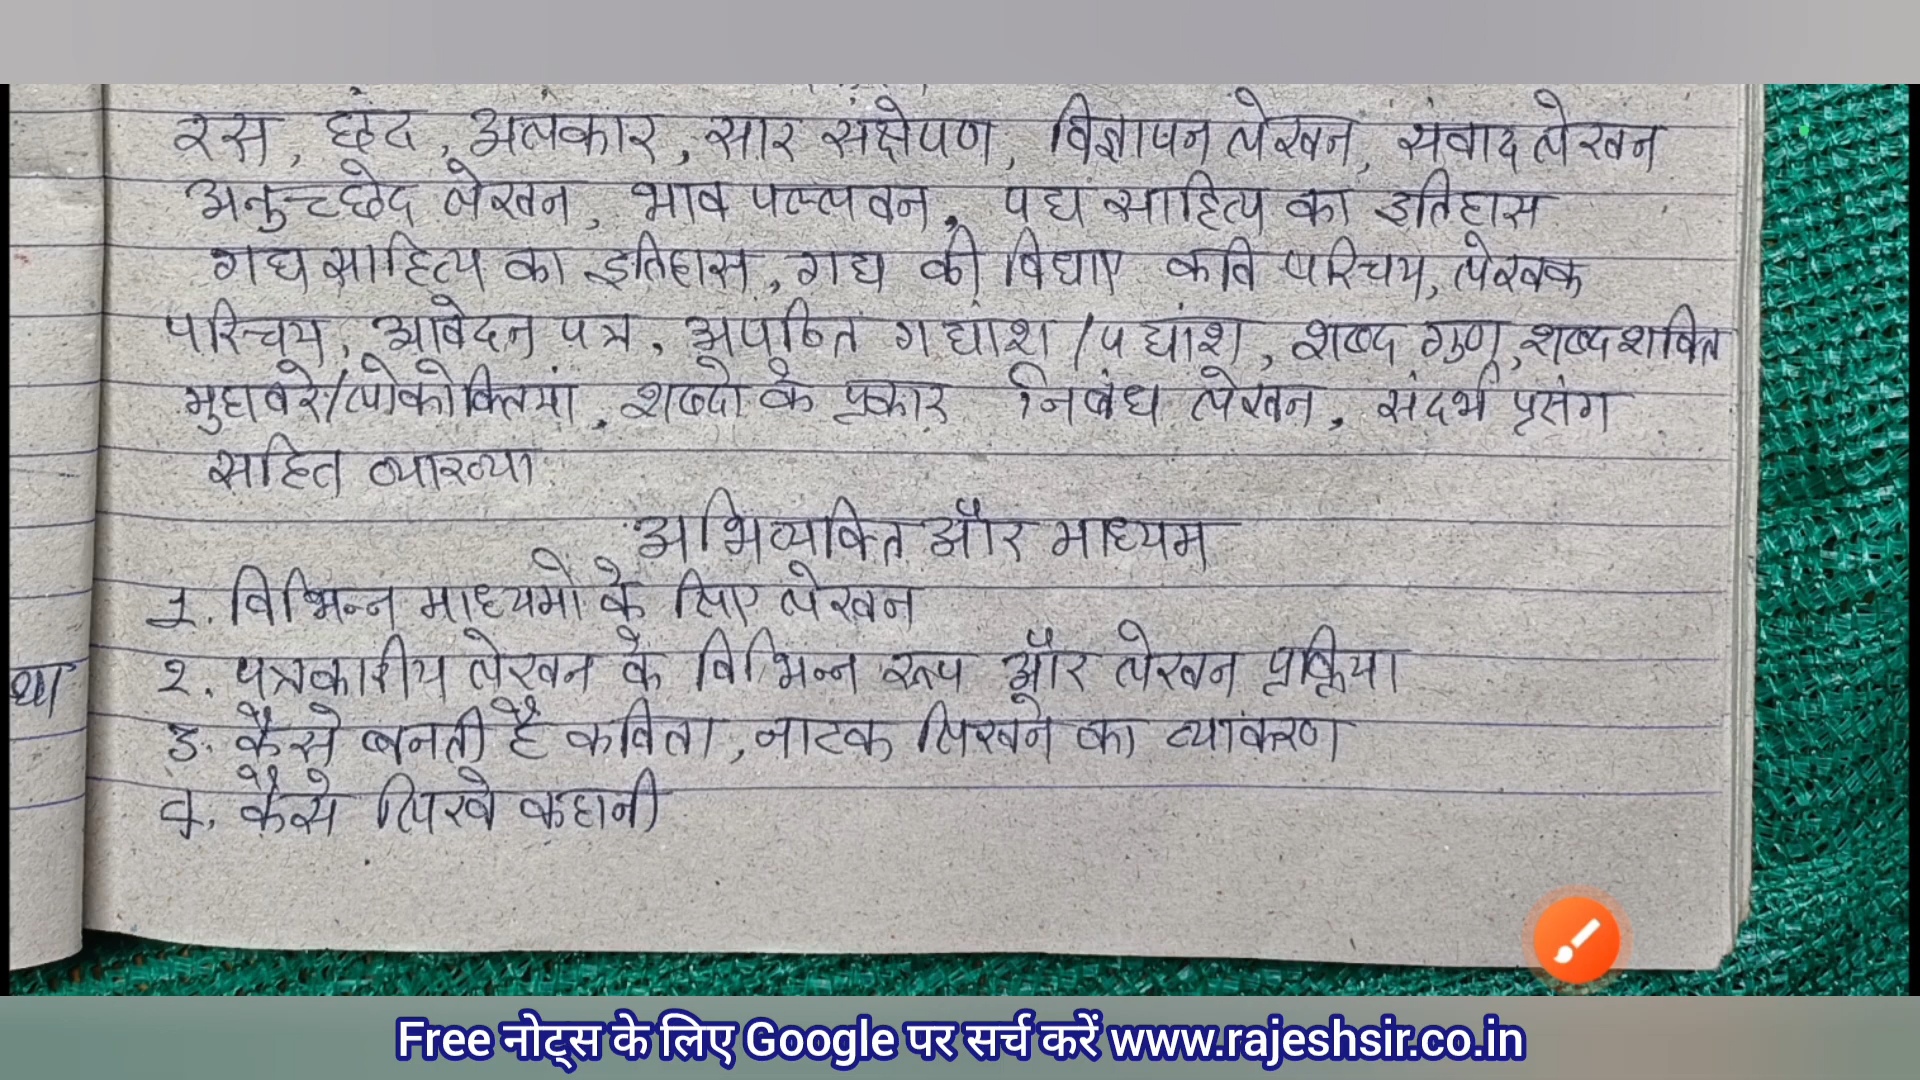 रस, छंद, अलंकार, सार संक्षेपण, विज्ञापन लेखन, संवाद लेखन
अनुच्छेद लेखन, भाव पल्लवन, पद्य साहित्य का इतिहास
गद्य साहित्य का इतिहास, गद्य की विधाए कवि परिचय, लेखक
परिचय, आवेदन पत्र, अपठित गद्यांश / पद्यांश, शब्द गुण, शब्द शक्ति
मुहावरे/लोकोक्तियां, शब्दो के प्रकार निबंध लेखन, संदर्भ प्रसंग
सहित व्याख्या
अभिव्यक्ति और माध्यम
1. विभिन्न माध्यमों के लिए लेखन
था
2. पत्रकारीय लेखन के विभिन्न रूप और लेखन प्रक्रिया
3. कैसे बनती है कविता, नाटक लिखने का व्याकरण
4. कैसे लिखे कहानी
Free नोट्स के लिए Google पर सर्च करें www.rajeshsir.co.in